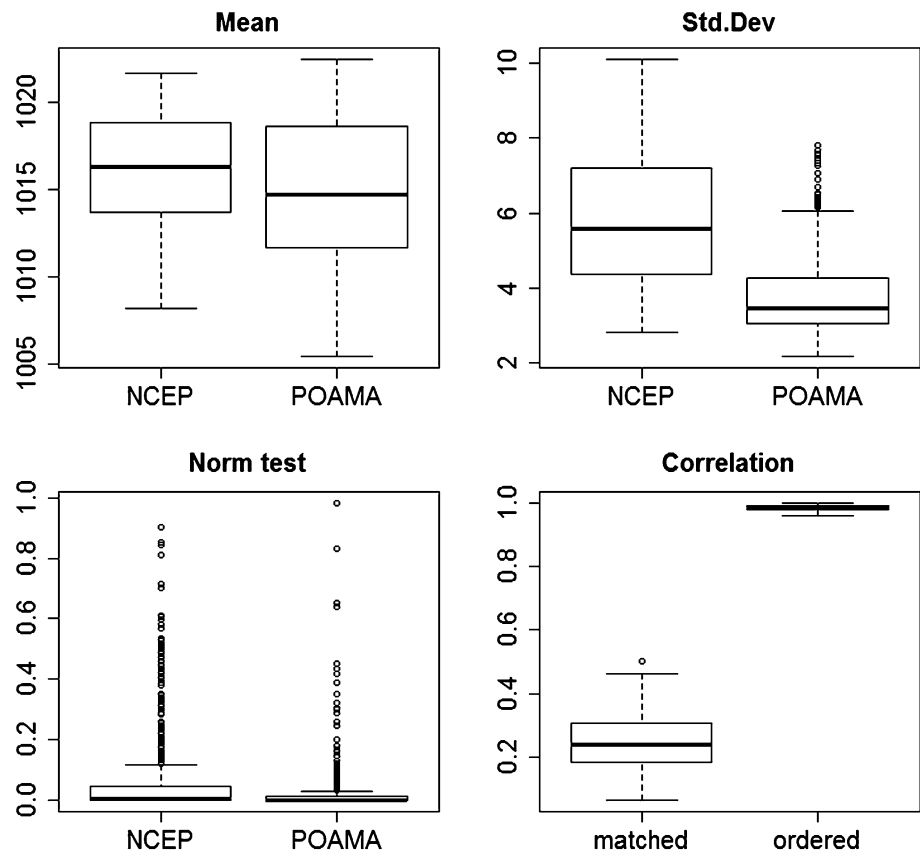 Mean
1020
1015
1010
1005
NCEP
POAMA
Std.Dev
10
8
6
4
2
NCEP
POAMA
Norm test
1.0
0.8
0.6
0.4
0.2
0.0
NCEP
POAMA
Correlation
1.0
0.8
0.6
0.4
0.2
matched
ordered